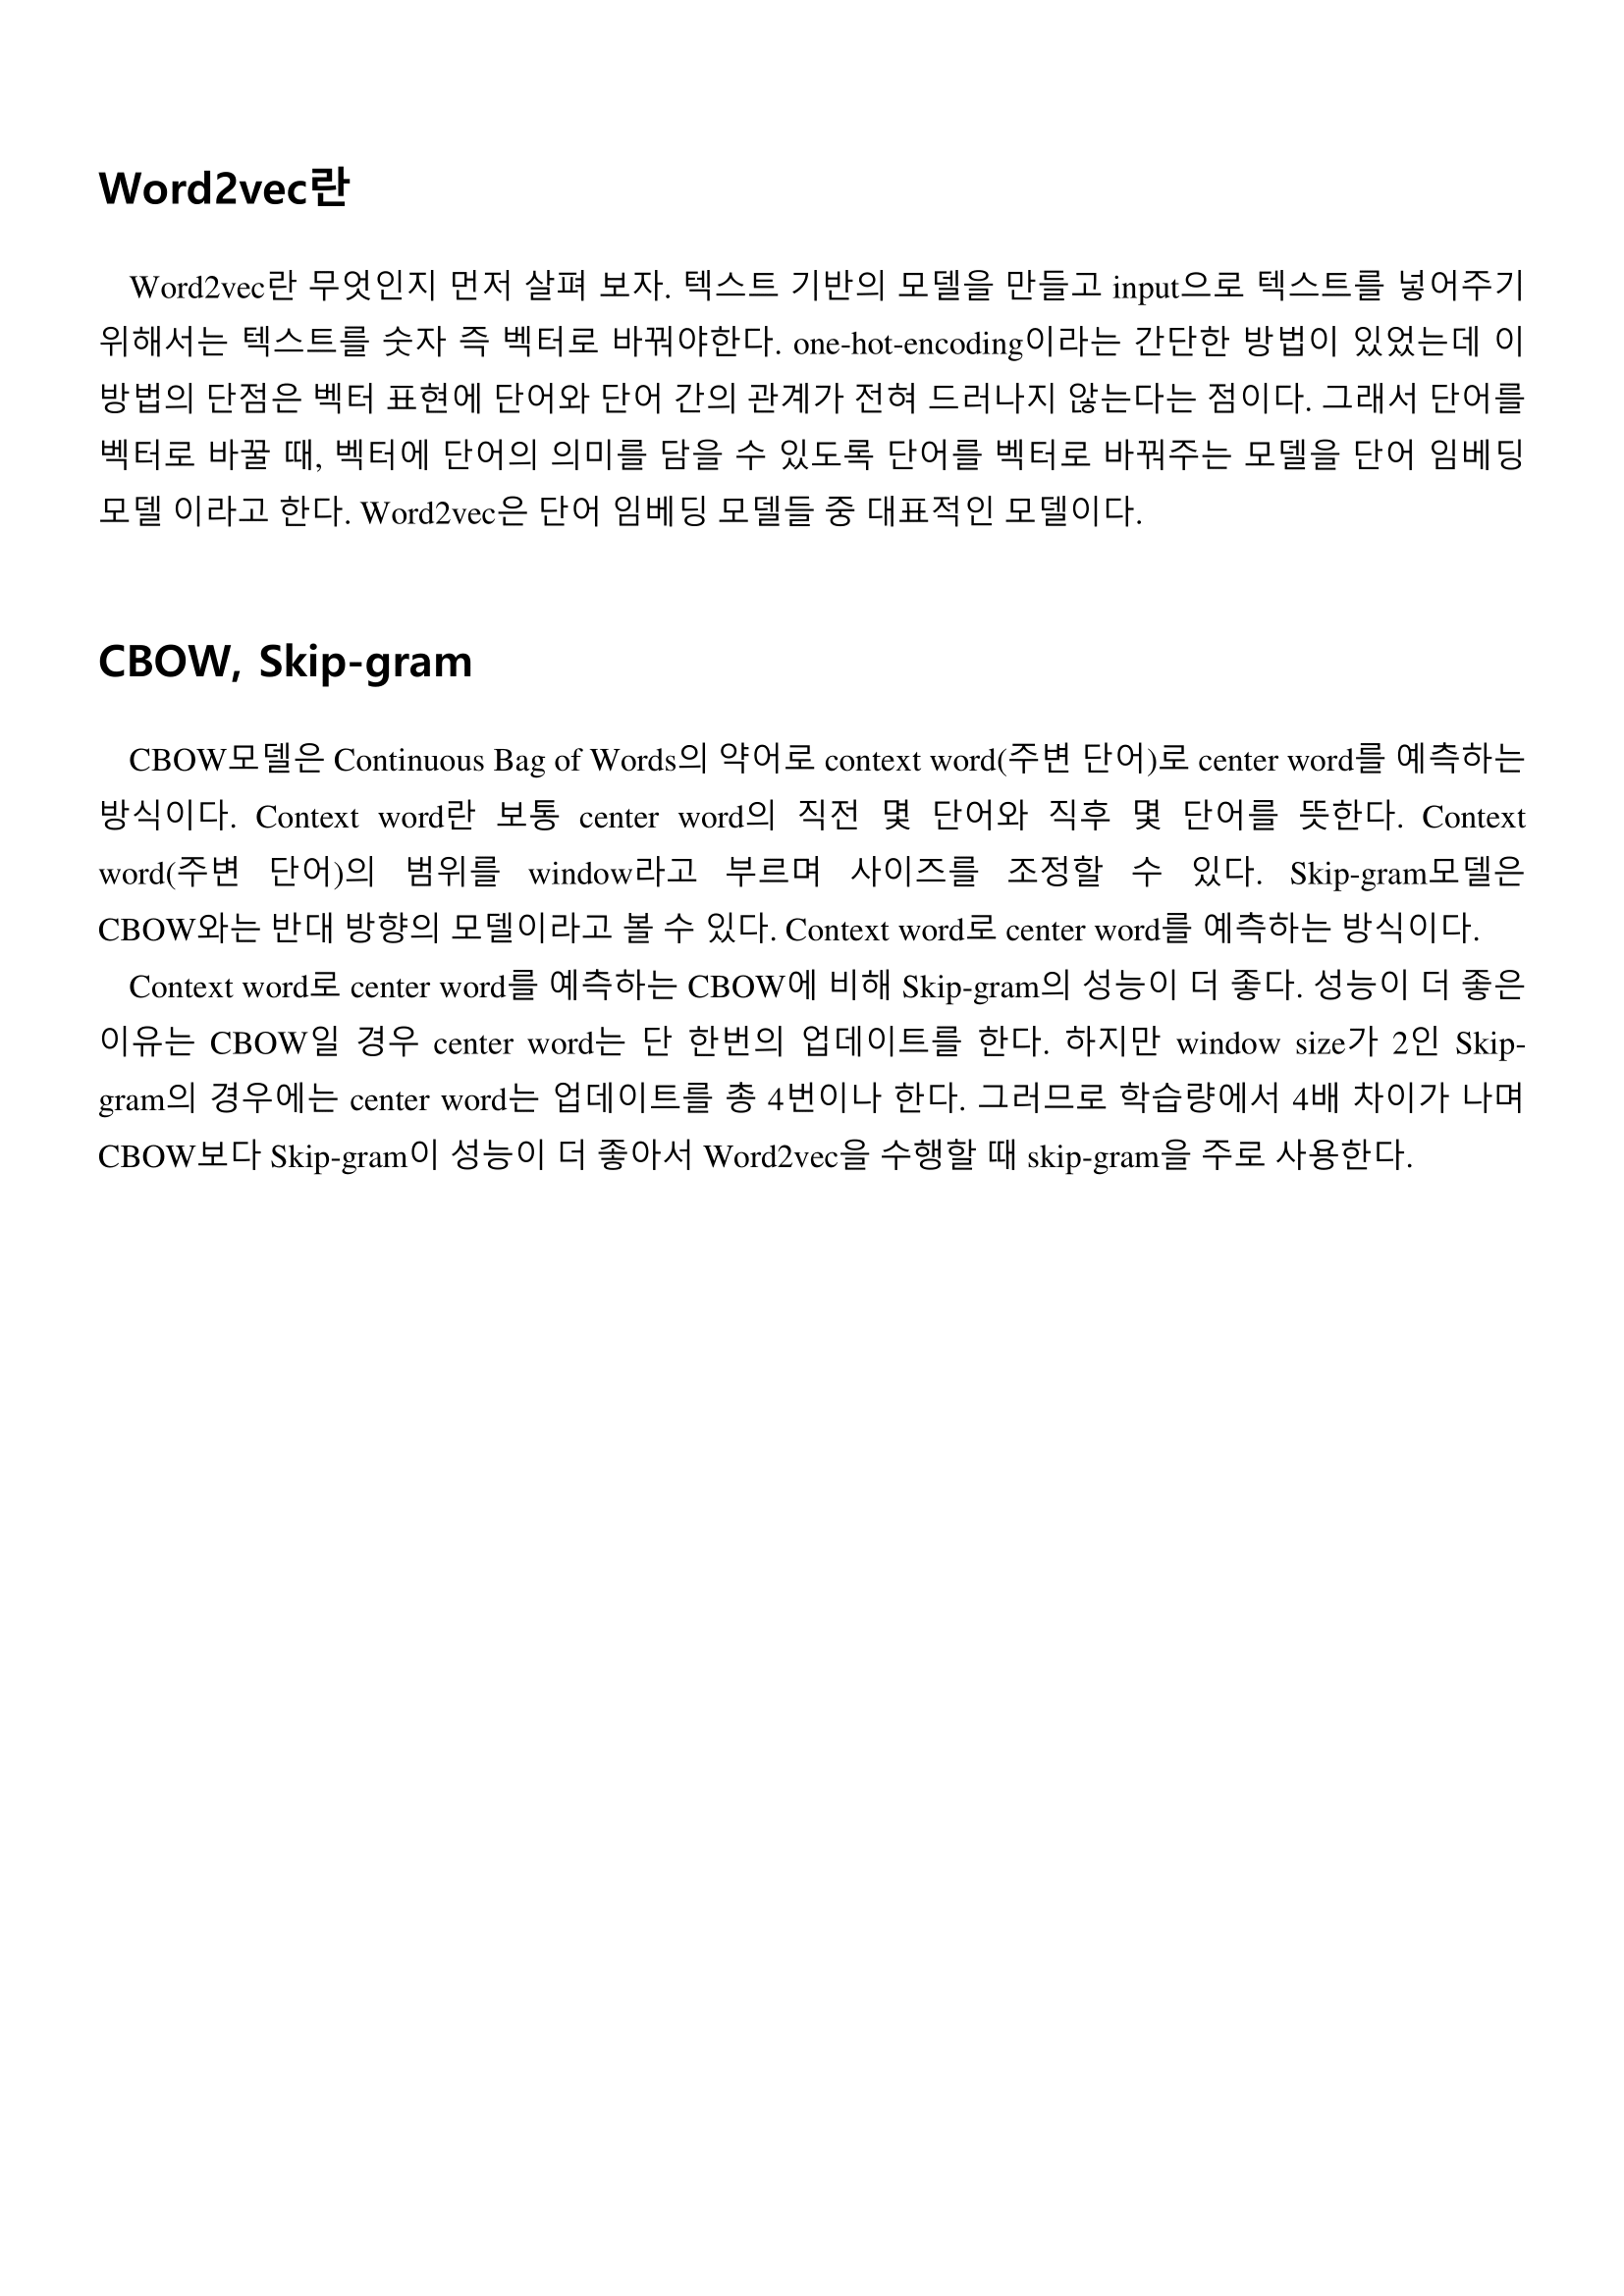 Word2vec란
Word2vec란 무엇인지 먼저 살펴 보자. 텍스트 기반의 모델을 만들고 input으로 텍스트를 넣어주기
위해서는 텍스트를 숫자 즉 벡터로 바꿔야한다. one-hot-encoding이라는 간단한 방법이 있었는데 이
방법의 단점은 벡터 표현에 단어와 단어 간의 관계가 전혀 드러나지 않는다는 점이다. 그래서 단어를
벡터로 바꿀 때, 벡터에 단어의 의미를 담을 수 있도록 단어를 벡터로 바꿔주는 모델을 단어 임베딩
모델 이라고 한다. Word2vec은 단어 임베딩 모델들 중 대표적인 모델이다.
CBOW, Skip-gram
CBOW모델은 Continuous Bag of Words의 약어로 context word(주변 단어)로 center word를 예측하는
방식이다. Context word란 보통 center word의 직전 몇 단어와 직후 몇 단어를 뜻한다. Context
word(주변 단어)의 범위를 window라고 부르며 사이즈를 조정할 수 있다. Skip-gram모델은
CBOW와는 반대 방향의 모델이라고 볼 수 있다. Context word로 center word를 예측하는 방식이다.
Context word로 center word를 예측하는 CBOW에 비해 Skip-gram의 성능이 더 좋다. 성능이 더 좋은
이유는 CBOW일 경우 center word는 단 한번의 업데이트를 한다. 하지만 window size가 2인 Skip-
gram의 경우에는 center word는 업데이트를 총 4번이나 한다. 그러므로 학습량에서 4배 차이가 나며
CBOW보다 Skip-gram이 성능이 더 좋아서 Word2vec을 수행할 때 skip-gram을 주로 사용한다.